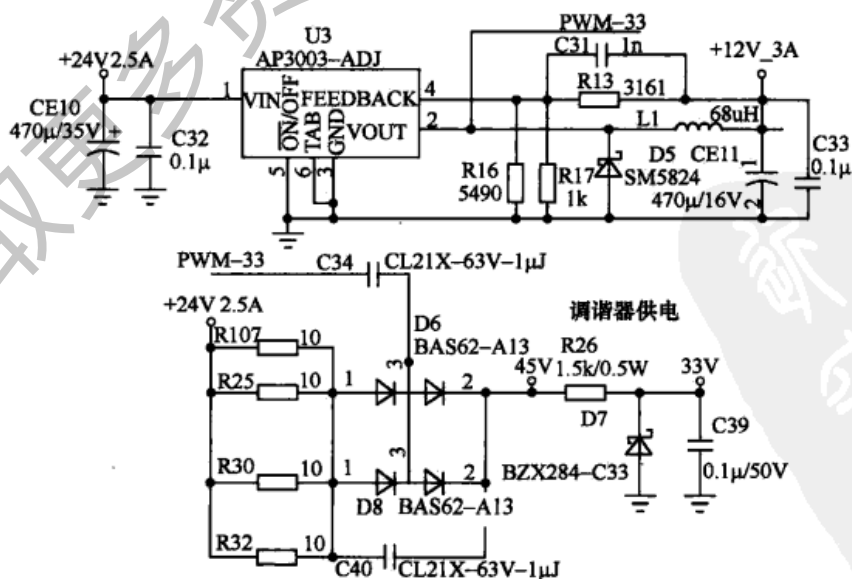 PWM-33
U3
C31 1n
+12V_3A
+24V 2.5A
AP3003-ADJ
R13 3161
1 VIN FEEDBACK 4
CE10
470μ/35V +
ON/OFF
TAB
GND
VOUT 2
L1 68uH
C32
0.1μ
C33
0.1μ
5 6 3
R16
5490
R17
1k
D5
SM5824
CE11
470μ/16V
1
2
PWM-33 C34 CL21X-63V-1μJ
+24V 2.5A
调谐器供电
D6
BAS62-A13
R107 10
3
45V
R26
1.5k/0.5W
33V
R25 10 1 2
D7
C39
0.1μ/50V
3
BZX284-C33
R30 10 1 2
D8 BAS62-A13
R32 10
C40 CL21X-63V-1μJ